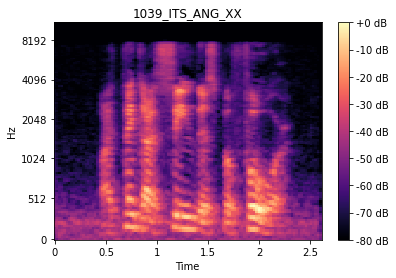 1039_ITS_ANG_XX
+0 dB
8192
-10 dB
-20 dB
4096
-30 dB
Hz
2048
-40 dB
1024
-50 dB
-60 dB
512
-70 dB
0
-80 dB
0 0.5 1 1.5 2 2.5
Time